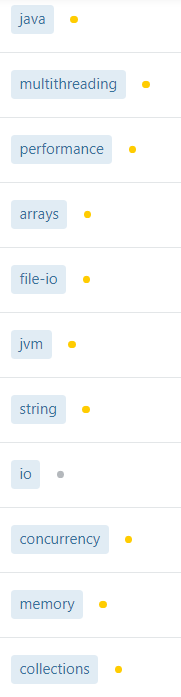 java
multithreading
performance
arrays
file-io
jvm
string
io
concurrency
memory
collections